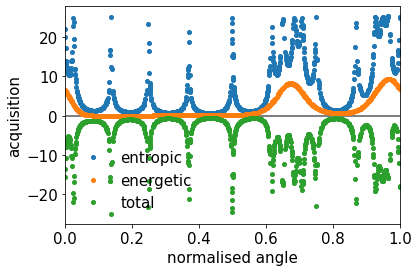 acquisition
20
10
0
−10
−20
entropic
energetic
total
0.0 0.2 0.4 0.6 0.8 1.0
normalised angle